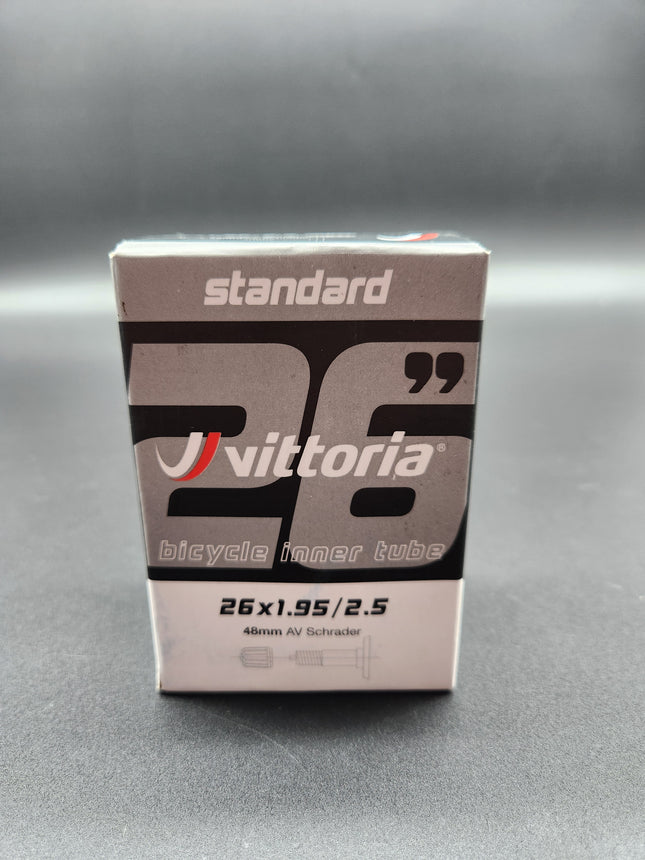 standard
26”
vittoria®
bicycle inner tube
26x1.95/2.5
48mm AV Schrader